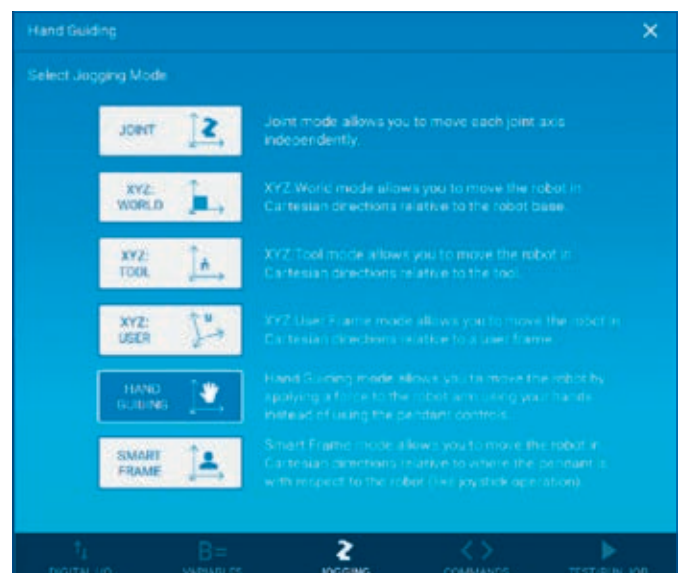 Hand Guiding
Select Jogging Mode
JOINT
Joint mode allows you to move each joint axis
independently.
XYZ:
WORLD
XYZ:World mode allows you to move the robot in
Cartesian directions relative to the robot base.
XYZ:
TOOL
XYZ:Tool mode allows you to move the robot in
Cartesian directions relative to the tool.
XYZ:
USER
XYZ:User Frame mode allows you to move the robot in
Cartesian directions relative to a user frame.
HAND
GUIDING
Hand Guiding mode allows you to move the robot by
applying a force to the robot arm using your hands
instead of using the pendant controls.
SMART
FRAME
Smart Frame mode allows you to move the robot in
Cartesian directions relative to where the pendant is
with respect to the robot (like joystick operation).
DIGITAL I/O
VARIABLES
JOGGING
COMMANDS
TEST/RUN JOB